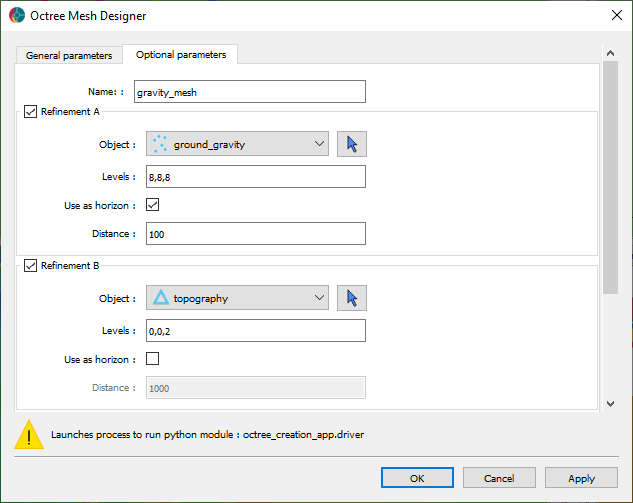 Octree Mesh Designer
General parameters
Optional parameters
Name: :
gravity_mesh
Refinement A
Object :
ground_gravity
Levels :
8,8,8
Use as horizon :
Distance :
100
Refinement B
Object :
topography
Levels :
0,0,2
Use as horizon :
Distance :
1000
Launches process to run python module : octree_creation_app.driver
OK
Cancel
Apply